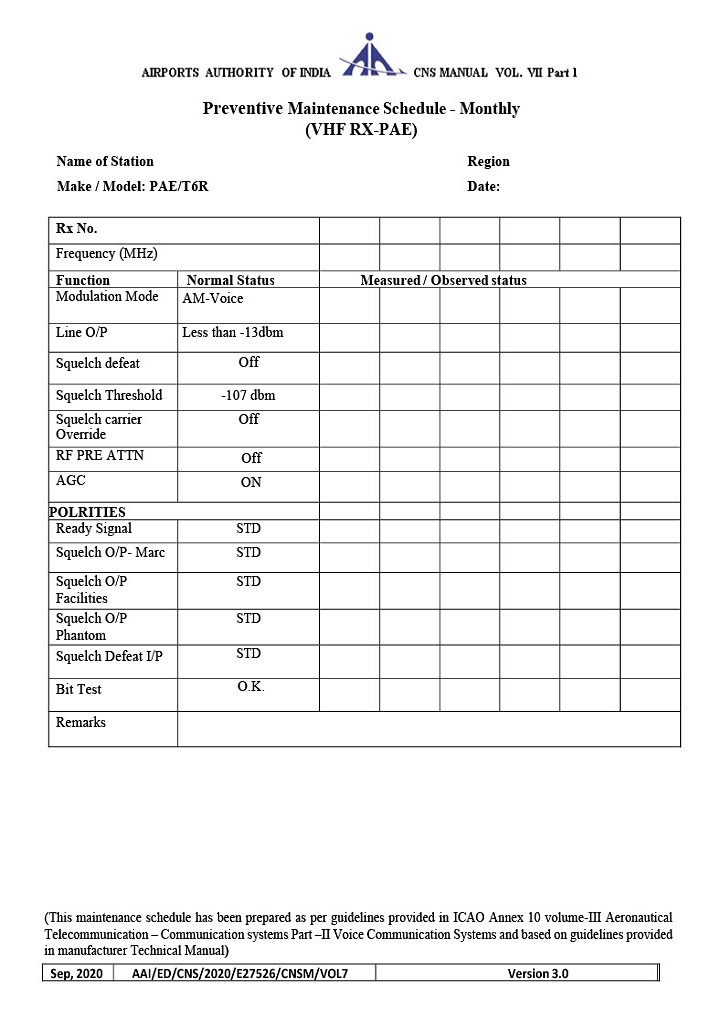 AIRPORTS AUTHORITY OF INDIA CNS MANUAL VOL. VII Part 1
Preventive Maintenance Schedule - Monthly
(VHF RX-PAE)
Name of Station Region
Make / Model: PAE/T6R Date:
Rx No.
Frequency (MHz)
Function Normal Status Measured / Observed status
Modulation Mode AM-Voice
Line O/P Less than -13dbm
Squelch defeat Off
Squelch Threshold -107 dbm
Squelch carrier Override Off
RF PRE ATTN Off
AGC ON
POLRITIES
Ready Signal STD
Squelch O/P- Marc STD
Squelch O/P Facilities STD
Squelch O/P Phantom STD
Squelch Defeat I/P STD
Bit Test O.K.
Remarks
(This maintenance schedule has been prepared as per guidelines provided in ICAO Annex 10 volume-III Aeronautical
Telecommunication – Communication systems Part –II Voice Communication Systems and based on guidelines provided
in manufacturer Technical Manual)
Sep, 2020 AAI/ED/CNS/2020/E27526/CNSM/VOL7 Version 3.0